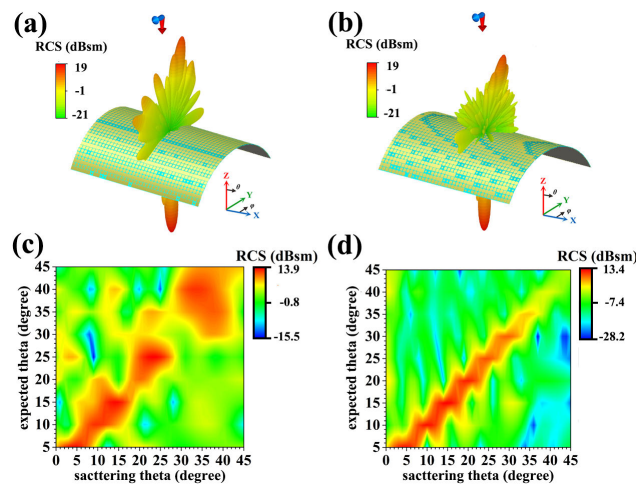 (a)
(b)
RCS (dBsm)
19
-1
-21
RCS (dBsm)
19
-1
-21
Z
θ
Y
φ
X
Z
θ
Y
φ
X
(c)
(d)
RCS (dBsm)
13.9
-0.8
-15.5
RCS (dBsm)
13.4
-7.4
-28.2
expected theta (degree)
45
40
35
30
25
20
15
10
5
0 5 10 15 20 25 30 35 40 45
sacttering theta (degree)
expected theta (degree)
45
40
35
30
25
20
15
10
5
0 5 10 15 20 25 30 35 40 45
sacttering theta (degree)